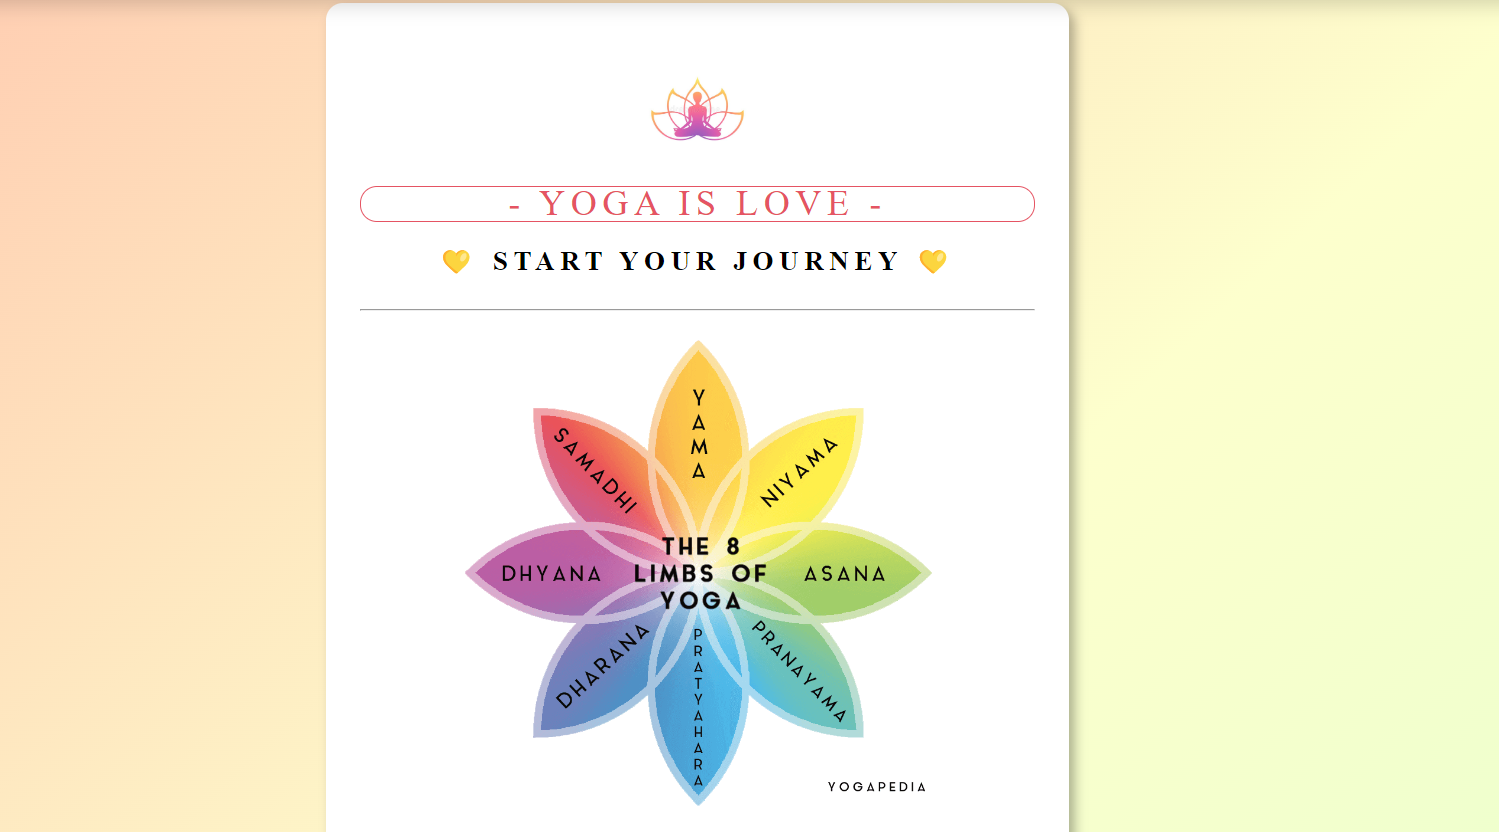 - YOGA IS LOVE -
💛 START YOUR JOURNEY 💛
YAMA
NIYAMA
ASANA
PRANAYAMA
PRATYAHARA
DHARANA
DHYANA
SAMADHI
THE 8
LIMBS OF
YOGA
YOGAPEDIA